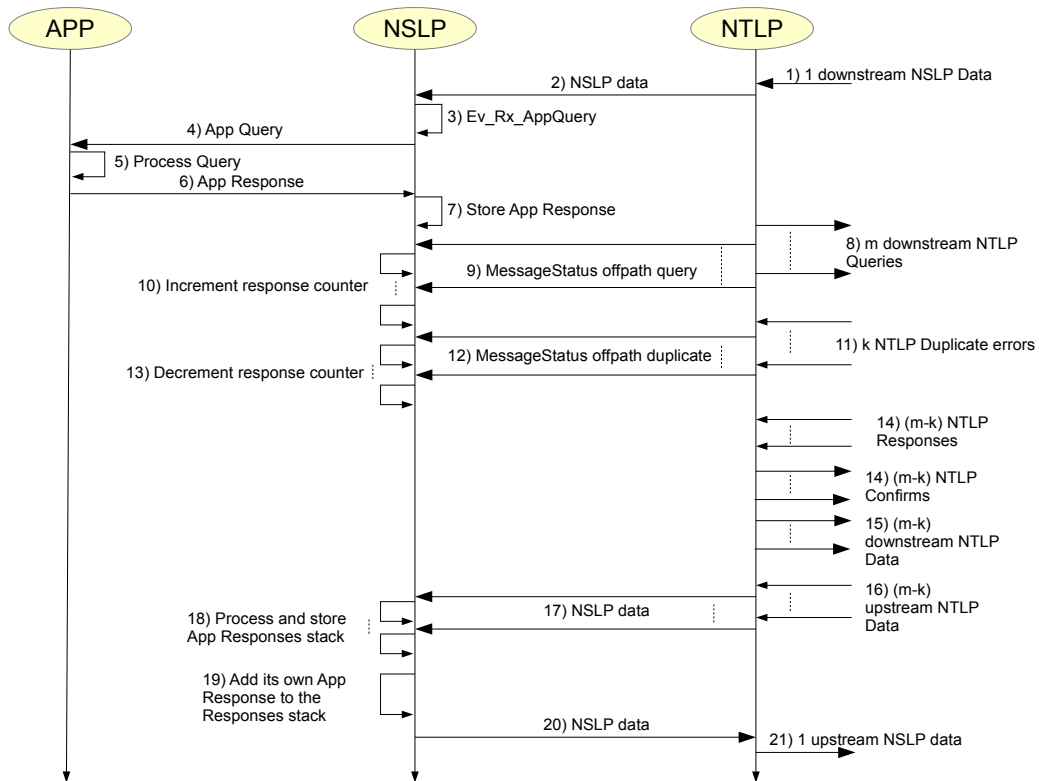 APP
NSLP
NTLP
1) 1 downstream NSLP Data
2) NSLP data
3) Ev_Rx_AppQuery
4) App Query
5) Process Query
6) App Response
7) Store App Response
8) m downstream NTLP
Queries
9) MessageStatus offpath query
10) Increment response counter
11) k NTLP Duplicate errors
12) MessageStatus offpath duplicate
13) Decrement response counter
14) (m-k) NTLP
Responses
14) (m-k) NTLP
Confirms
15) (m-k)
downstream NTLP
Data
16) (m-k)
upstream NTLP
Data
17) NSLP data
18) Process and store
App Responses stack
19) Add its own App
Response to the
Responses stack
20) NSLP data
21) 1 upstream NSLP data